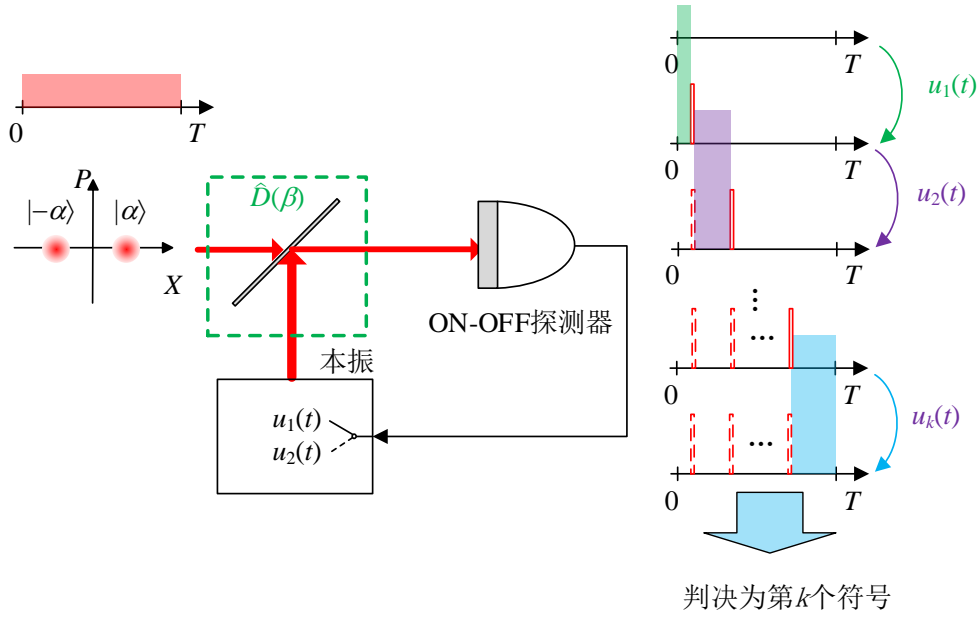 0 T
P
|−α⟩ |α⟩
X
D̂(β)
ON-OFF探测器
本振
u₁(t)
u₂(t)
0 T
u₁(t)
0 T
u₂(t)
0 T
⋮
...
0 T
uₖ(t)
...
0 T
判决为第k个符号